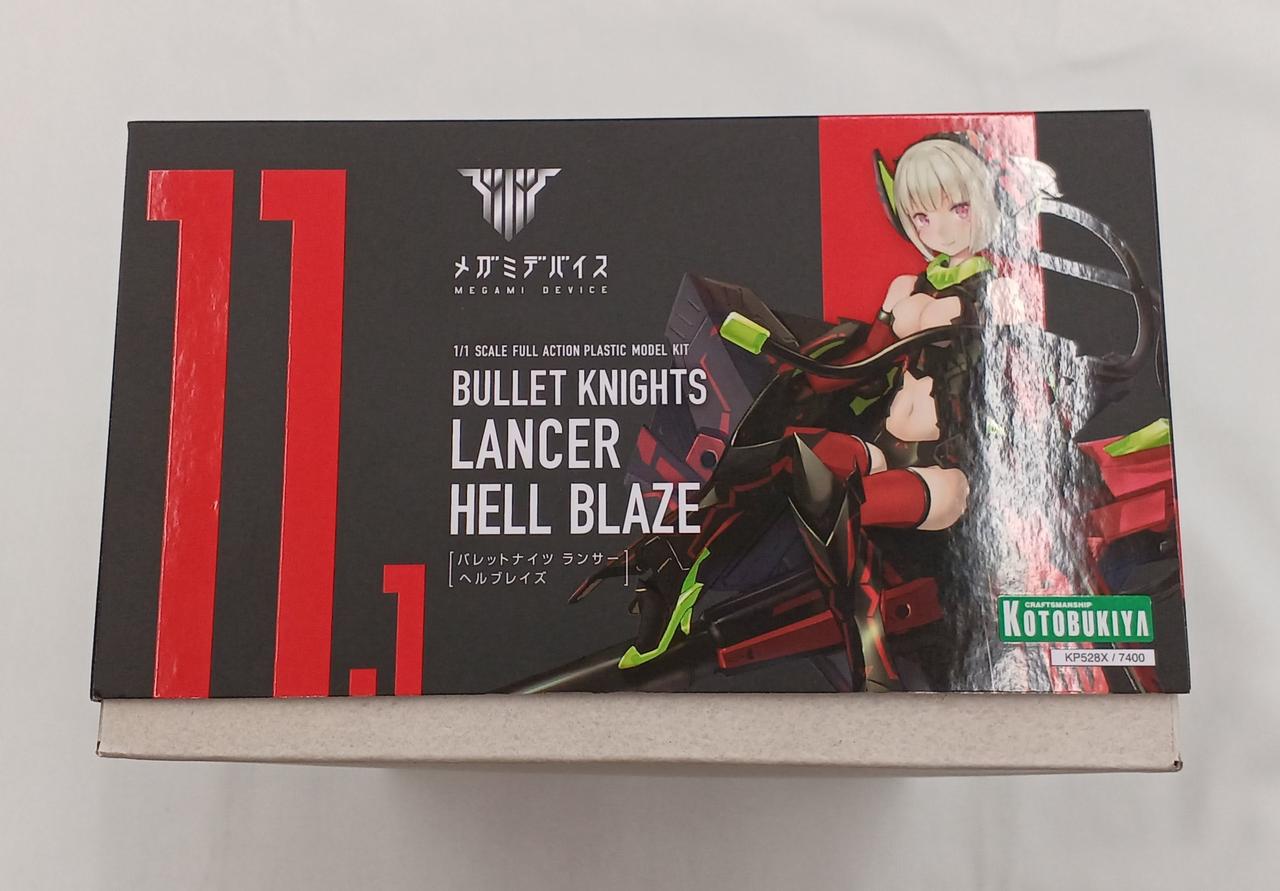 11.1
メガミデバイス
MEGAMI DEVICE
1/1 SCALE FULL ACTION PLASTIC MODEL KIT
BULLET KNIGHTS
LANCER
HELL BLAZE
[バレットナイツ ランサー
ヘルブレイズ]
CRAFTSMANSHIP
KOTOBUKIYA
KP528X / 7400